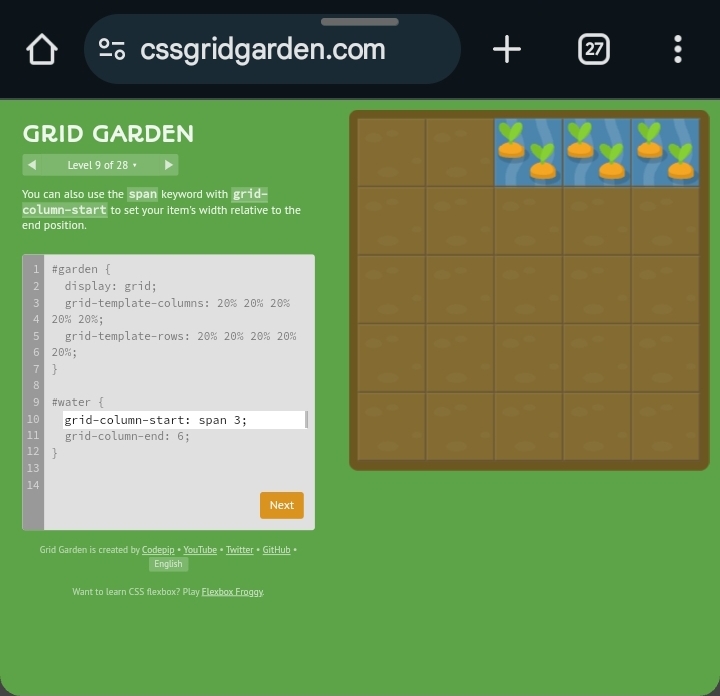 cssgridgarden.com
27
GRID GARDEN
Level 9 of 28
You can also use the span keyword with grid-
column-start to set your item's width relative to the
end position.
1 #garden {
2 display: grid;
3 grid-template-columns: 20% 20% 20%
4 20% 20%;
5 grid-template-rows: 20% 20% 20% 20%
6 20%;
7 }
8
9 #water {
10 grid-column-start: span 3;
11 grid-column-end: 6;
12 }
13
14
Next
Grid Garden is created by Codepip • YouTube • Twitter • GitHub •
English
Want to learn CSS flexbox? Play Flexbox Froggy.